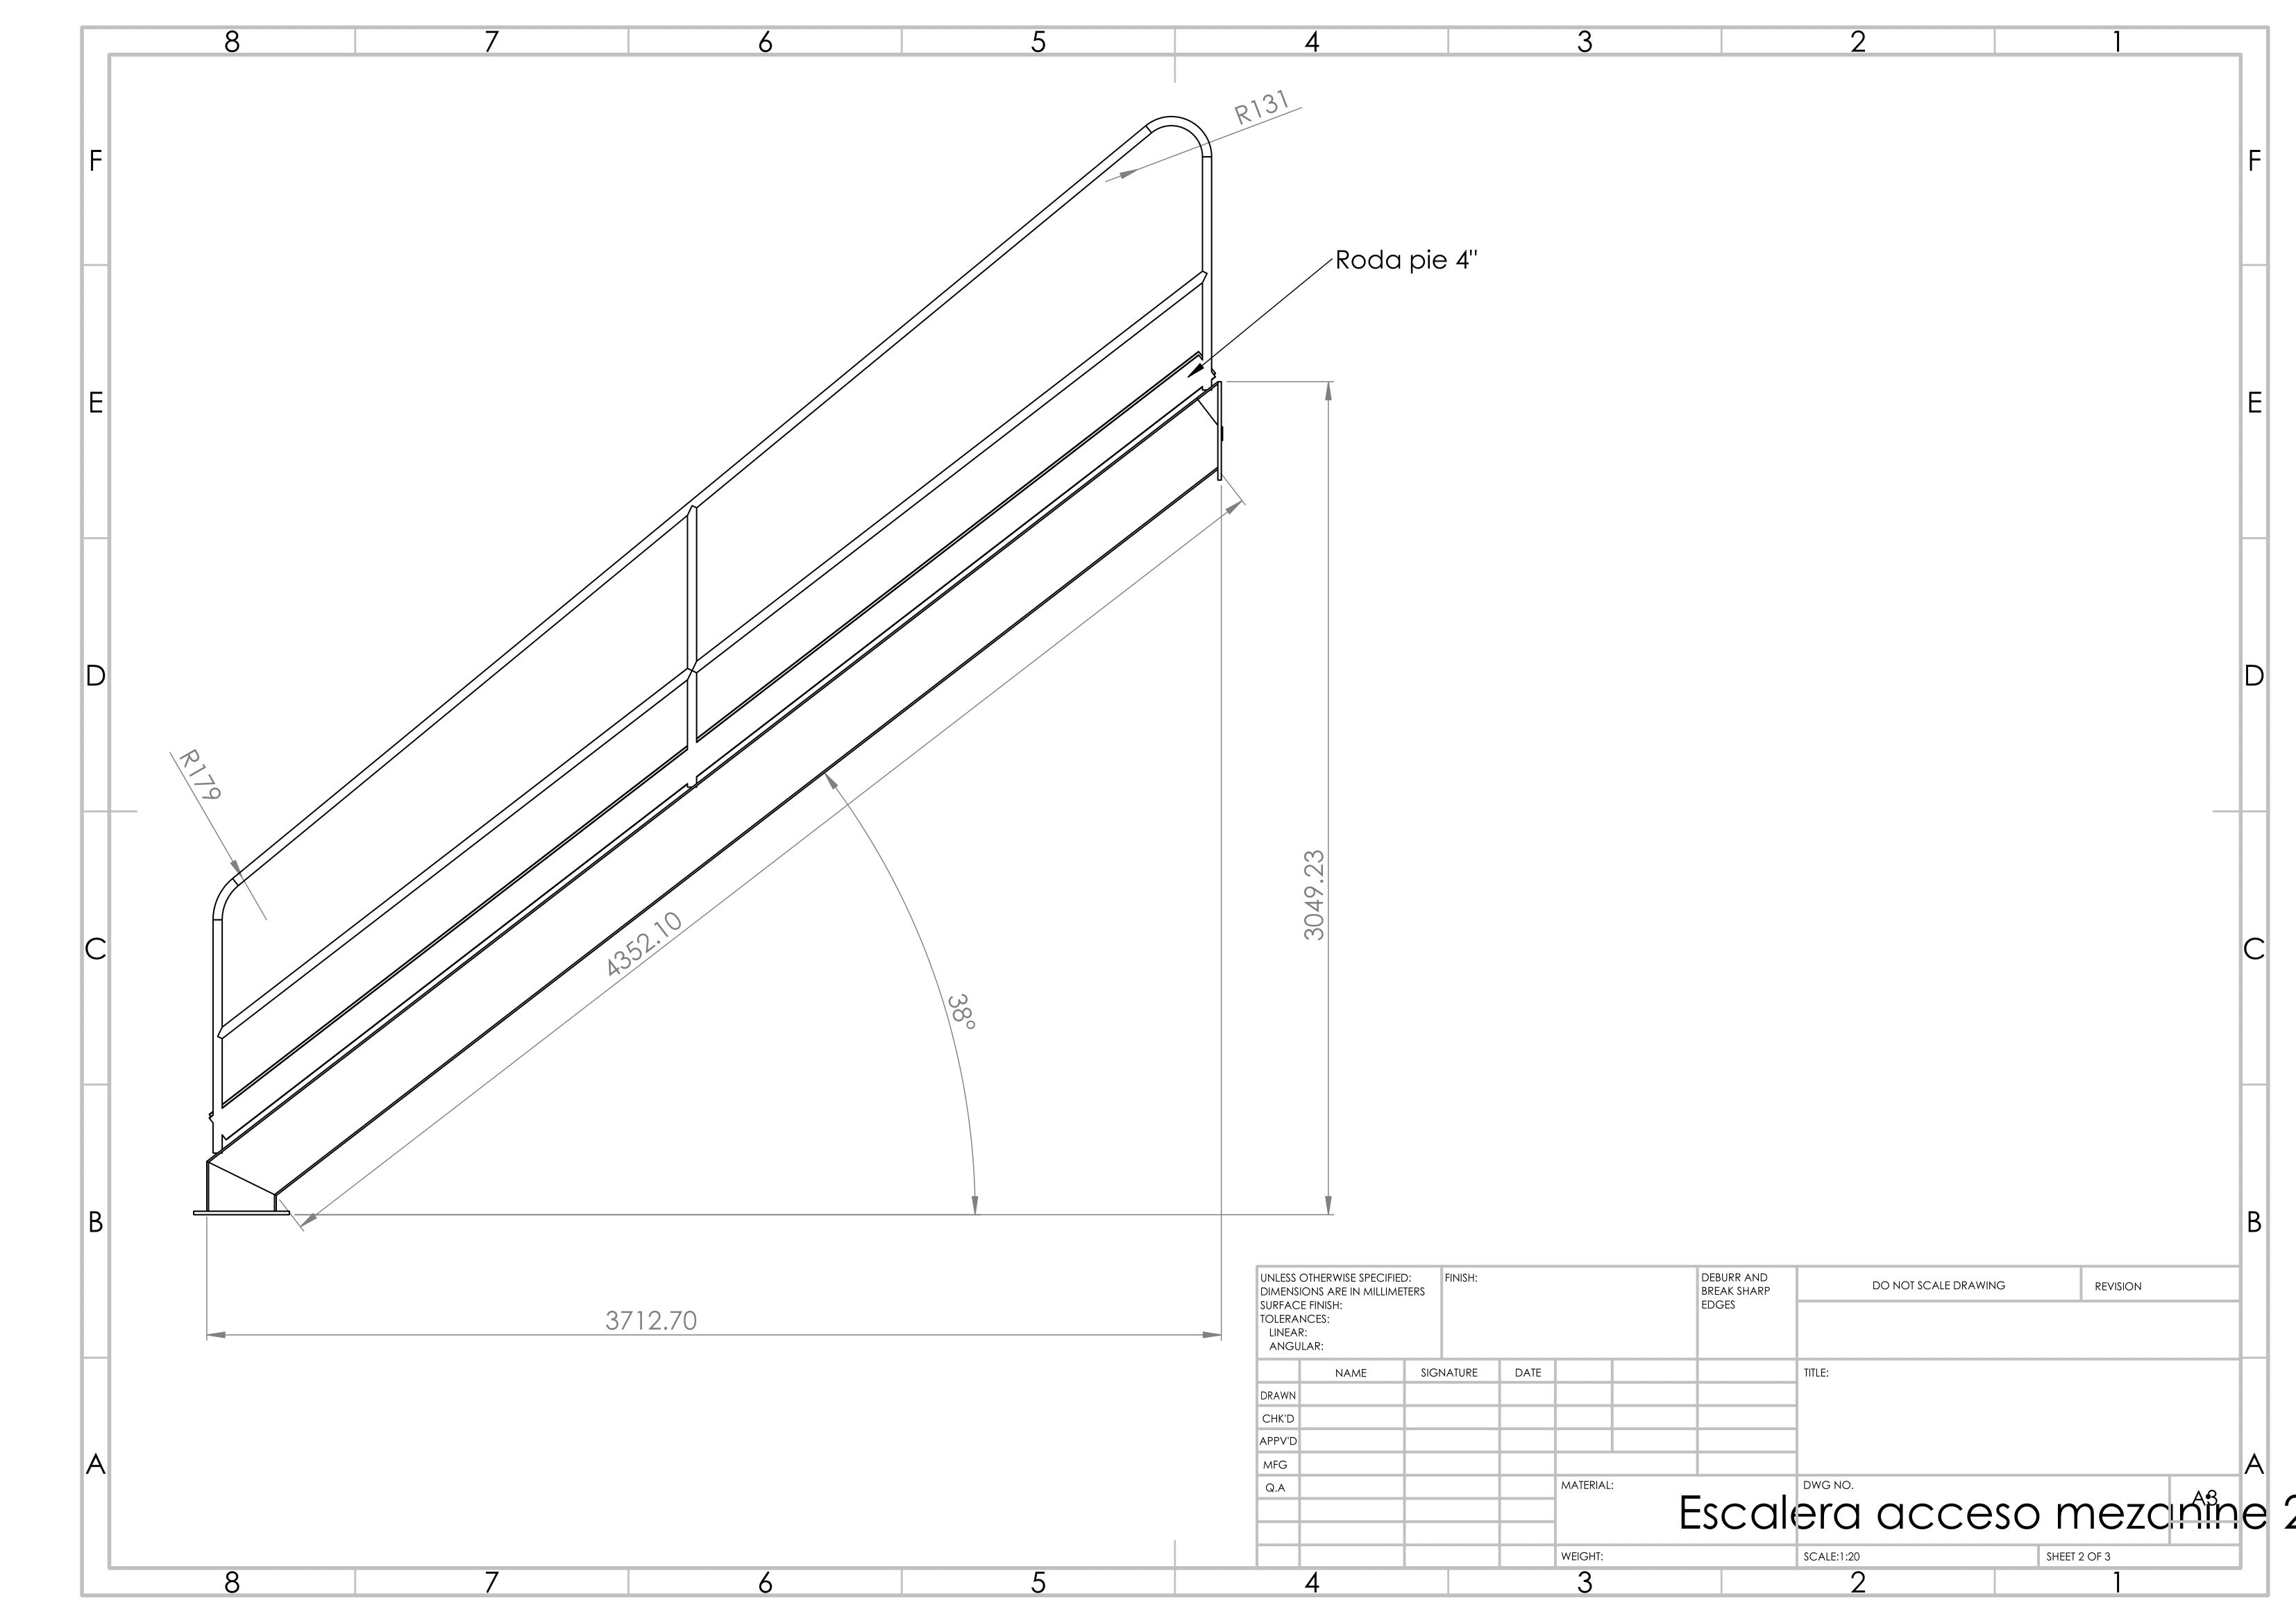 8 7 6 5 4 3 2 1
F F
E E
D D
C C
B B
A A
R131
Roda pie 4"
R179
4352.10
3049.23
38°
3712.70
UNLESS OTHERWISE SPECIFIED:
DIMENSIONS ARE IN MILLIMETERS
SURFACE FINISH:
TOLERANCES:
LINEAR:
ANGULAR:
FINISH:
DEBURR AND
BREAK SHARP
EDGES
DO NOT SCALE DRAWING
REVISION
NAME SIGNATURE DATE
DRAWN
CHK'D
APPV'D
MFG
Q.A
TITLE:
MATERIAL:
DWG NO.
Escalera acceso mezanine 2
A3
WEIGHT:
SCALE:1:20
SHEET 2 OF 3
8 7 6 5 4 3 2 1